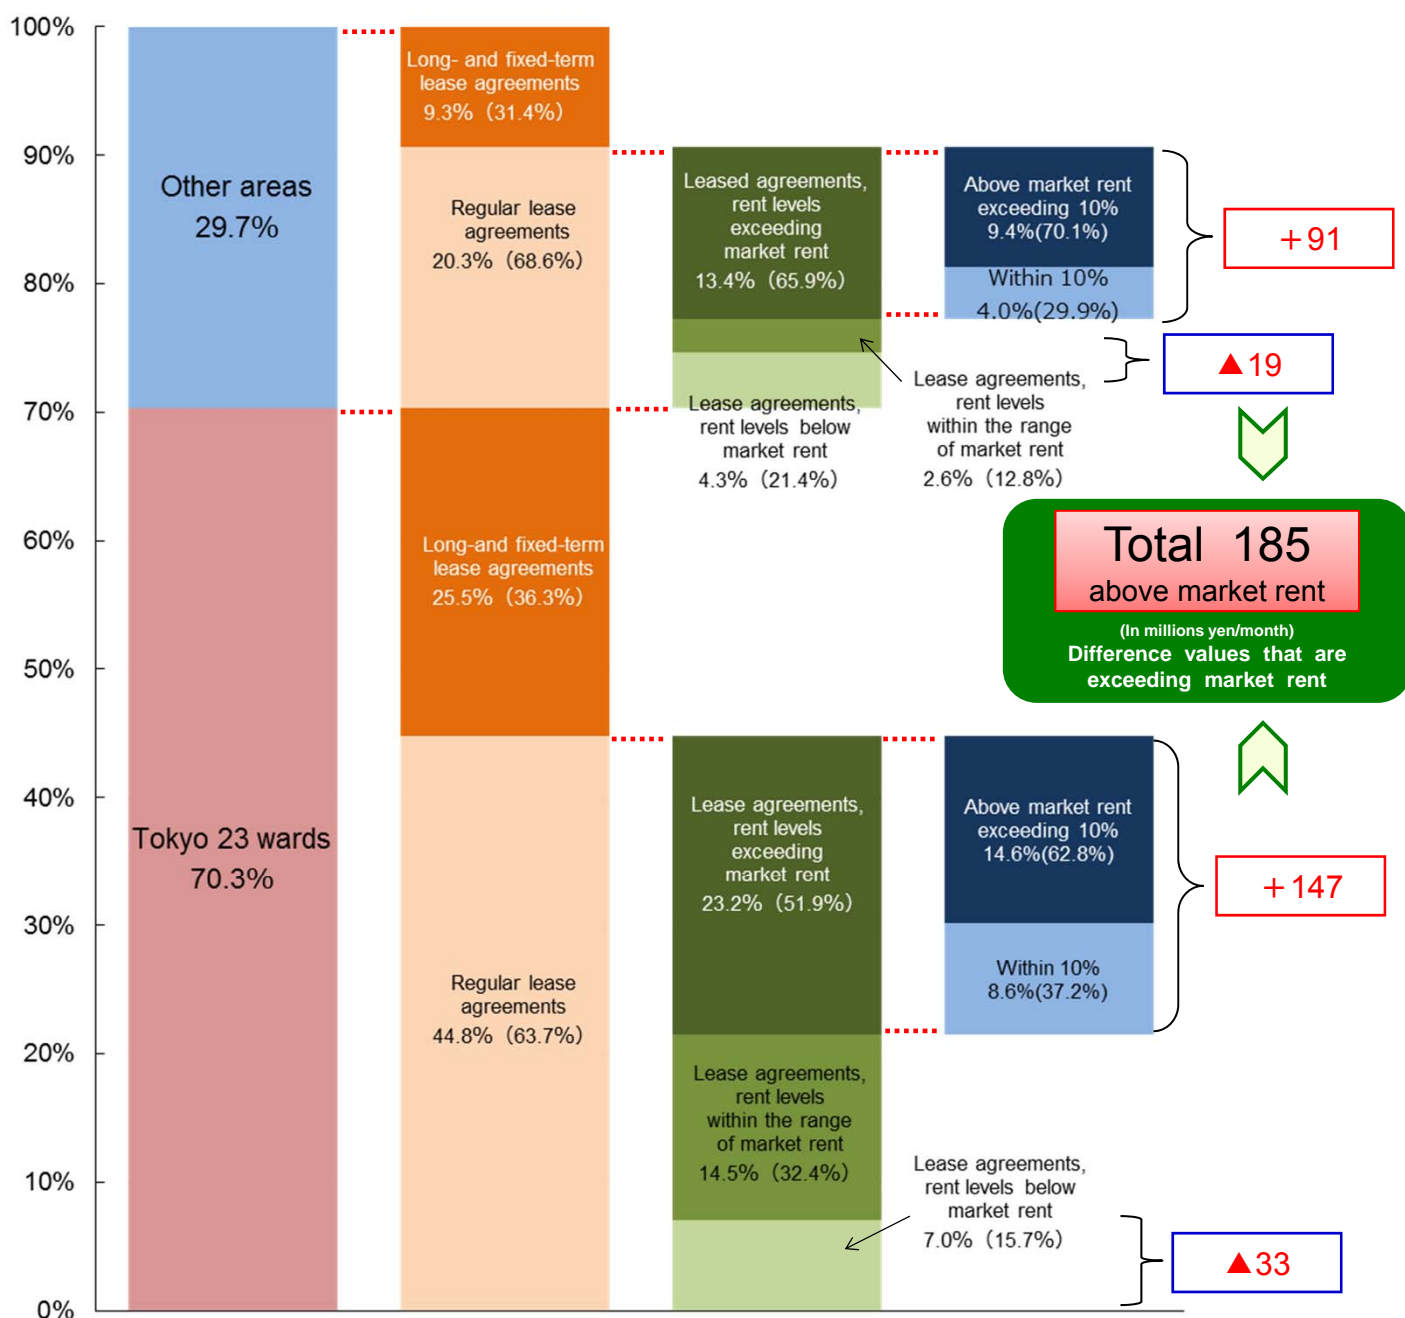 100%
90%
80%
70%
60%
50%
40%
30%
20%
10%
0%
Other areas
29.7%
Tokyo 23 wards
70.3%
Long- and fixed-term
lease agreements
9.3% (31.4%)
Regular lease
agreements
20.3% (68.6%)
Long-and fixed-term
lease agreements
25.5% (36.3%)
Regular lease
agreements
44.8% (63.7%)
Leased agreements,
rent levels
exceeding
market rent
13.4% (65.9%)
Lease agreements,
rent levels below
market rent
4.3% (21.4%)
Lease agreements,
rent levels
within the range
of market rent
2.6% (12.8%)
Lease agreements,
rent levels
exceeding
market rent
23.2% (51.9%)
Lease agreements,
rent levels
within the range
of market rent
14.5% (32.4%)
Lease agreements,
rent levels below
market rent
7.0% (15.7%)
Above market rent
exceeding 10%
9.4%(70.1%)
Within 10%
4.0%(29.9%)
Above market rent
exceeding 10%
14.6%(62.8%)
Within 10%
8.6%(37.2%)
+91
▲19
Total 185
above market rent
(In millions yen/month)
Difference values that are
exceeding market rent
+147
▲33